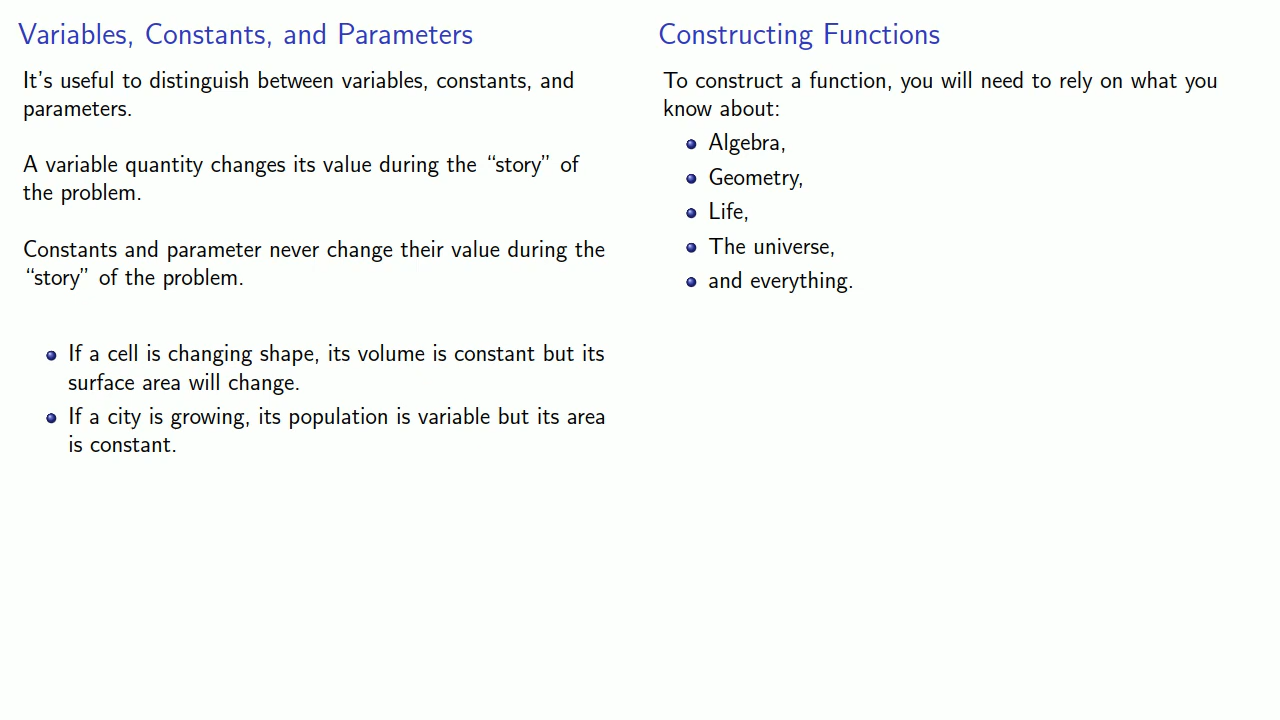 Variables, Constants, and Parameters
It's useful to distinguish between variables, constants, and
parameters.
A variable quantity changes its value during the “story” of
the problem.
Constants and parameter never change their value during the
“story” of the problem.
If a cell is changing shape, its volume is constant but its
surface area will change.
If a city is growing, its population is variable but its area
is constant.
Constructing Functions
To construct a function, you will need to rely on what you
know about:
Algebra,
Geometry,
Life,
The universe,
and everything.